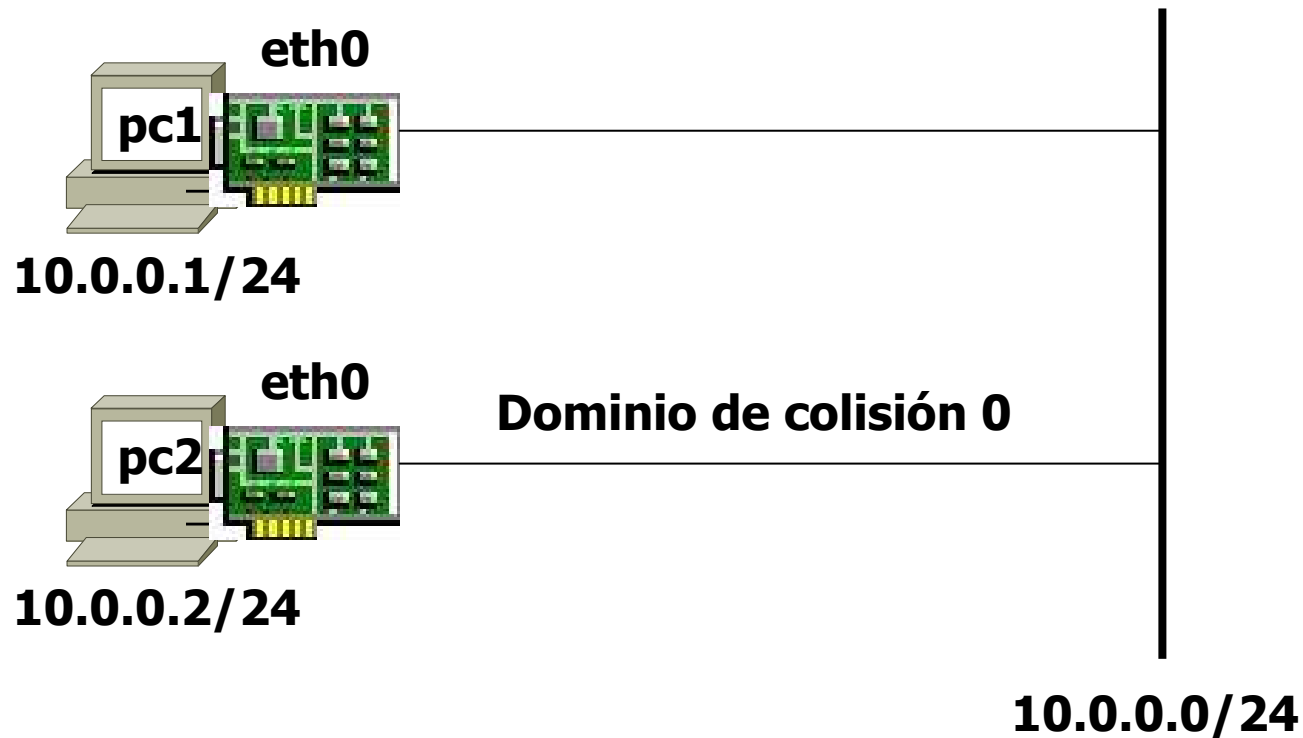 eth0
pc1
10.0.0.1/24
eth0
Dominio de colisión 0
pc2
10.0.0.2/24
10.0.0.0/24